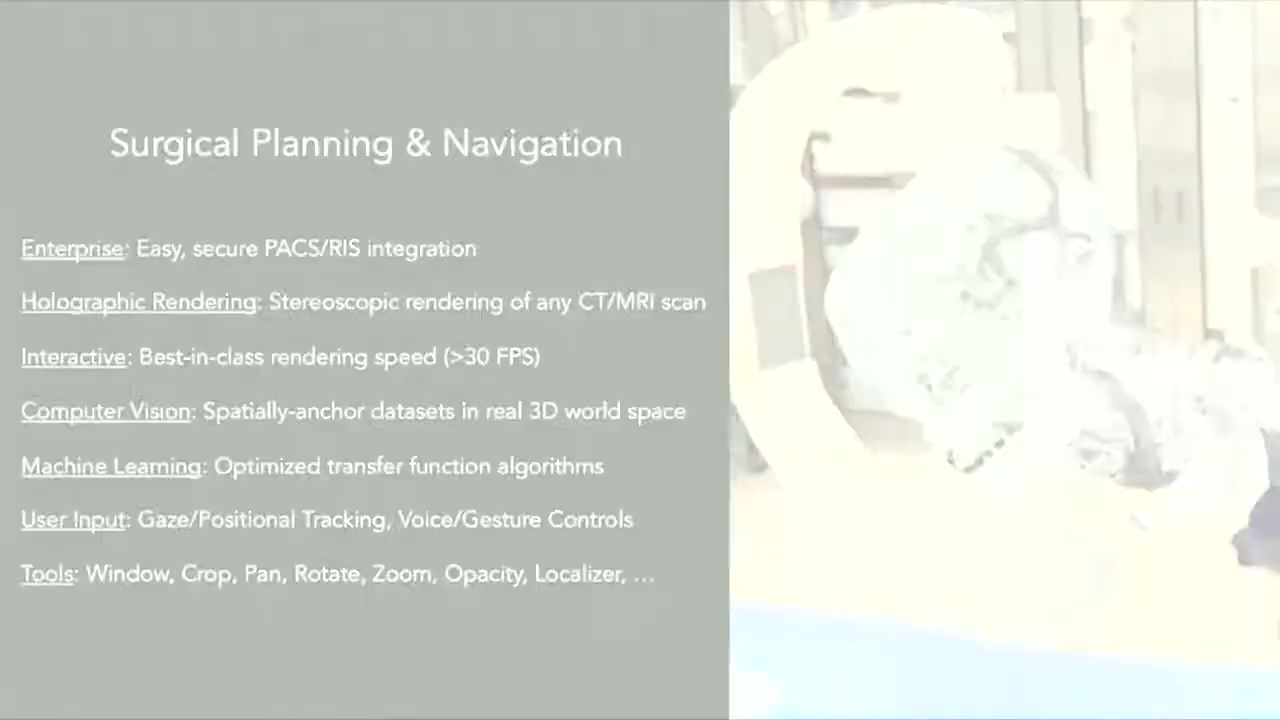 Surgical Planning & Navigation
Enterprise: Easy, secure PACS/RIS integration
Holographic Rendering: Stereoscopic rendering of any CT/MRI scan
Interactive: Best-in-class rendering speed (>30 FPS)
Computer Vision: Spatially-anchor datasets in real 3D world space
Machine Learning: Optimized transfer function algorithms
User Input: Gaze/Positional Tracking, Voice/Gesture Controls
Tools: Window, Crop, Pan, Rotate, Zoom, Opacity, Localizer, ...